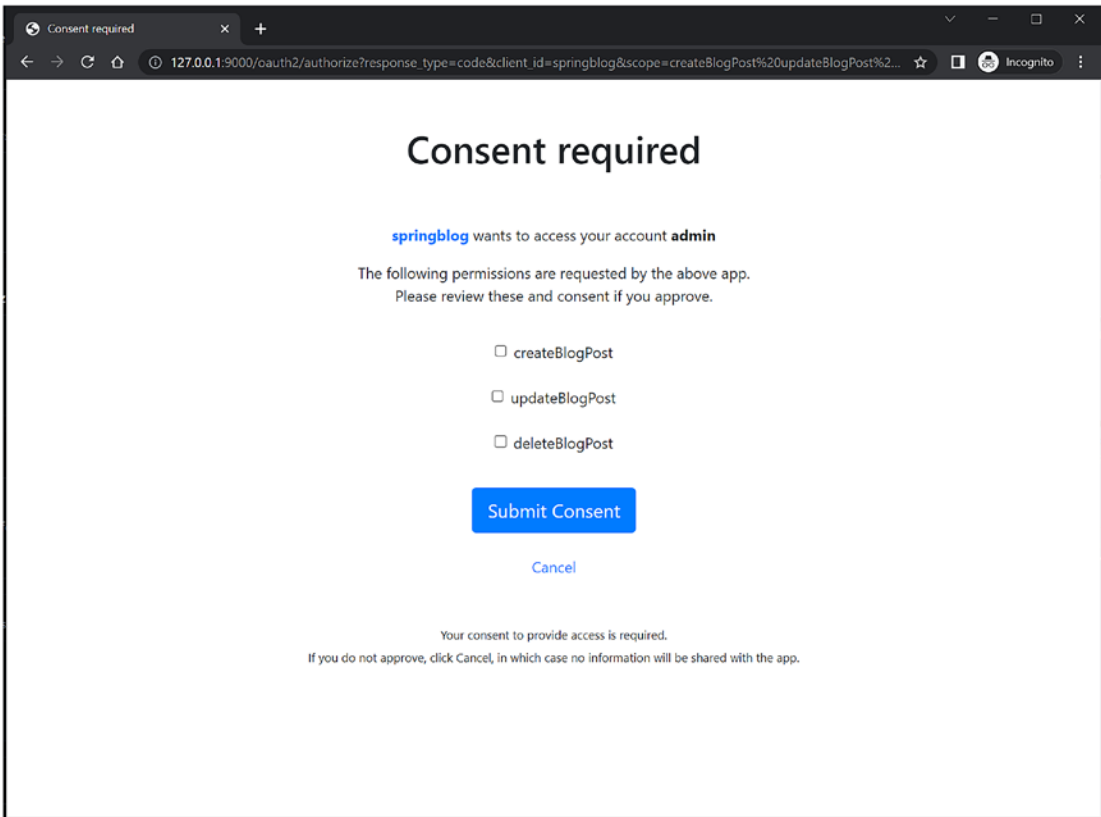 Consent required
127.0.0.1:9000/oauth2/authorize?response_type=code&client_id=springblog&scope=createBlogPost%20updateBlogPost%2...
Incognito
Consent required
springblog wants to access your account admin
The following permissions are requested by the above app.
Please review these and consent if you approve.
createBlogPost
updateBlogPost
deleteBlogPost
Submit Consent
Cancel
Your consent to provide access is required.
If you do not approve, click Cancel, in which case no information will be shared with the app.